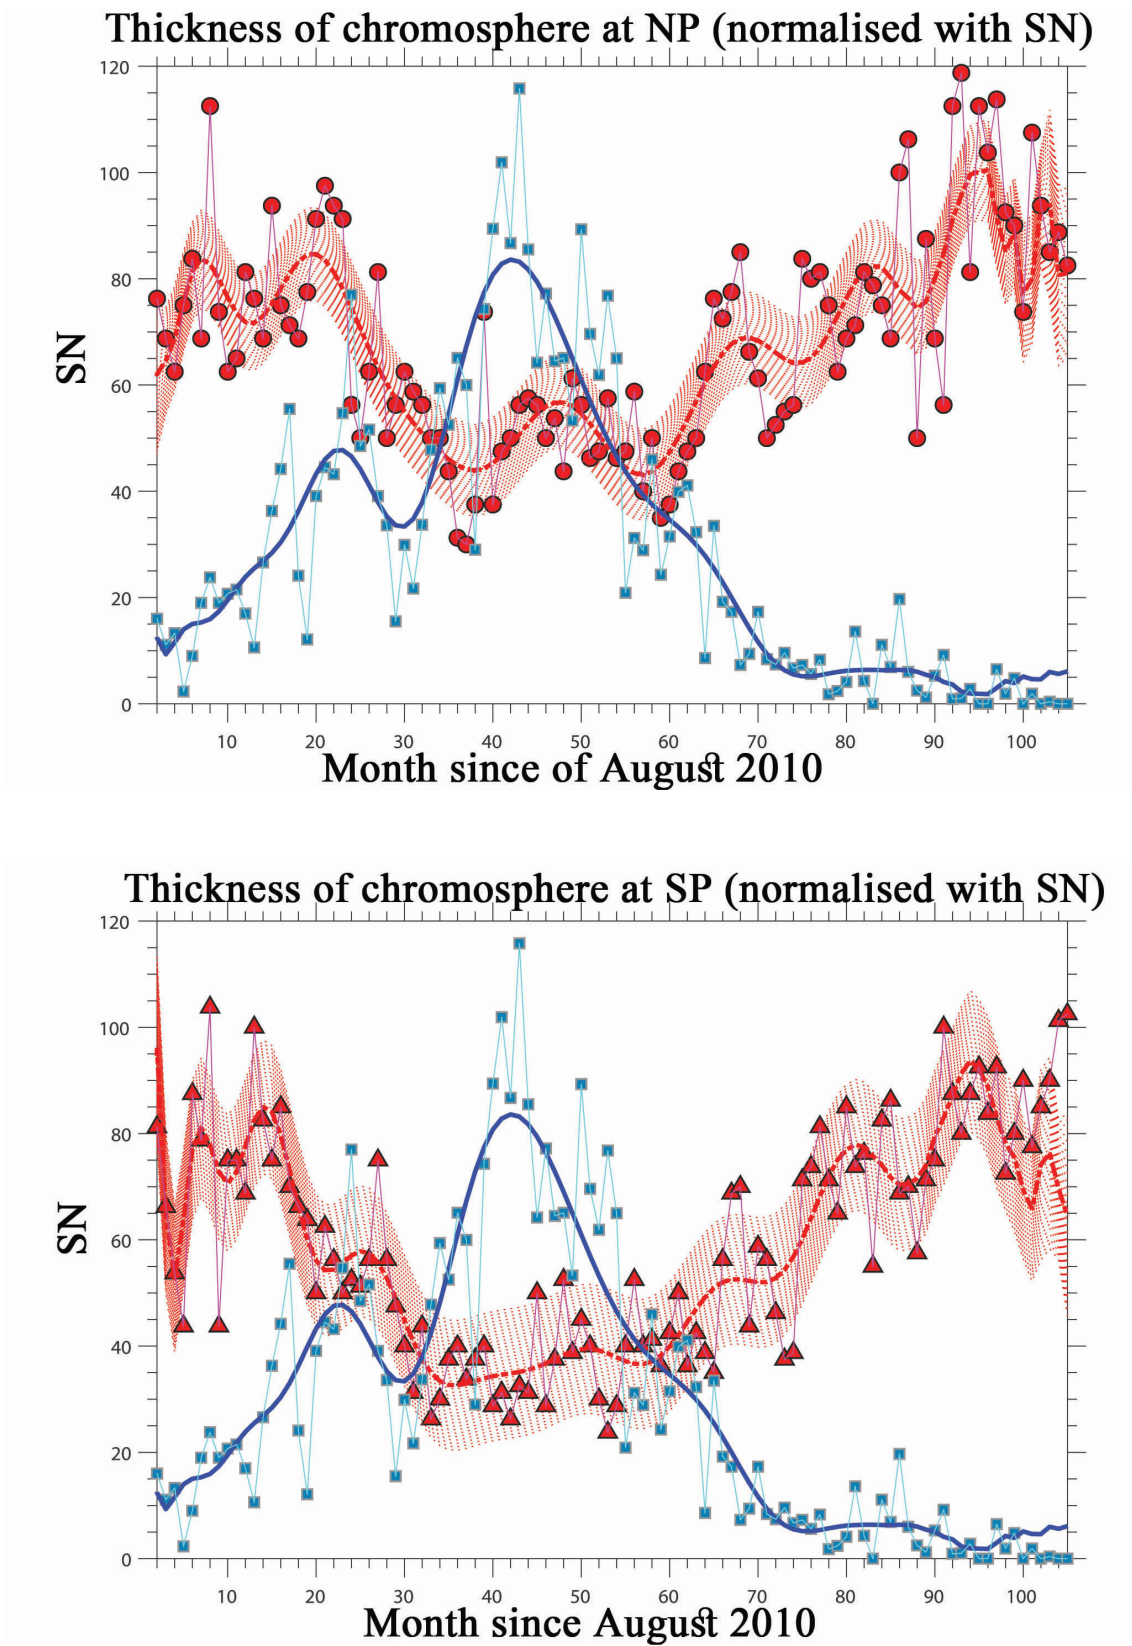 Thickness of chromosphere at NP (normalised with SN)
120
100
80
60
40
20
0
SN
10 20 30 40 50 60 70 80 90 100
Month since of August 2010
Thickness of chromosphere at SP (normalised with SN)
120
100
80
60
40
20
0
SN
10 20 30 40 50 60 70 80 90 100
Month since August 2010